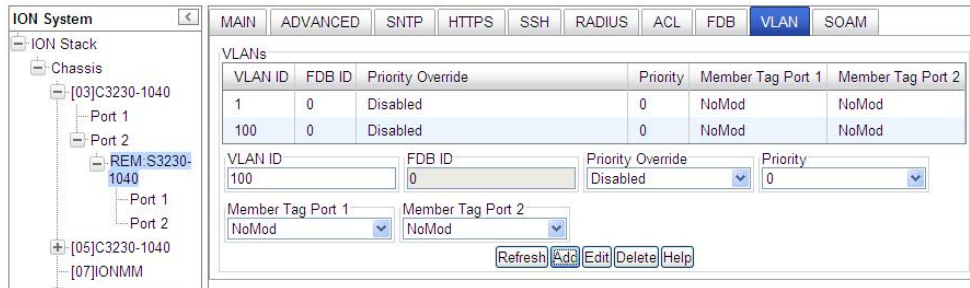 ION System
<
ION Stack
Chassis
[03]C3230-1040
Port 1
Port 2
REM:S3230-
1040
Port 1
Port 2
[05]C3230-1040
[07]IONMM
MAIN ADVANCED SNTP HTTPS SSH RADIUS ACL FDB VLAN SOAM
VLANs
VLAN ID FDB ID Priority Override Priority Member Tag Port 1 Member Tag Port 2
1 0 Disabled 0 NoMod NoMod
100 0 Disabled 0 NoMod NoMod
VLAN ID FDB ID Priority Override Priority
100 0 Disabled 0
Member Tag Port 1 Member Tag Port 2
NoMod NoMod
Refresh Add Edit Delete Help